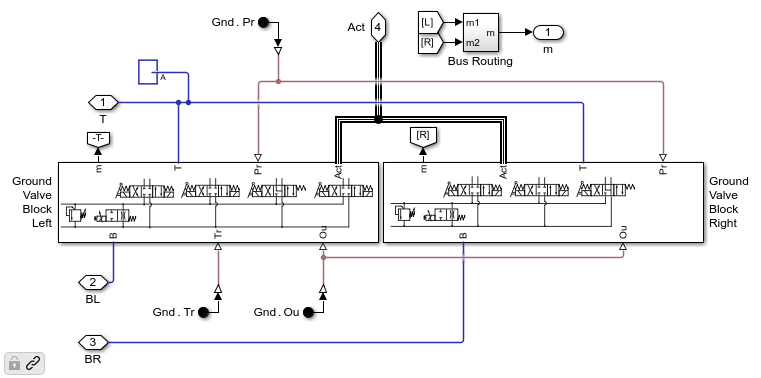 Gnd . Pr
Act
4
[L]
[R]
m1
m2
m
Bus Routing
1
m
A
1
T
-T-
[R]
m
T
Pr
Act
m
Act
T
Pr
Ground
Valve
Block
Left
Ground
Valve
Block
Right
B
Tr
Ou
B
Ou
2
BL
Gnd . Tr
Gnd . Ou
3
BR